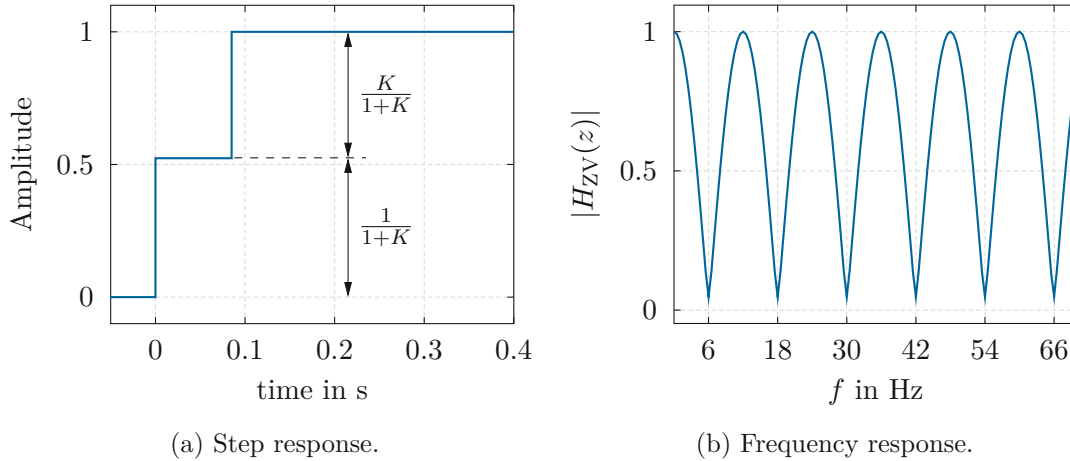 1
0.5
0
Amplitude
K
1+K
1
1+K
0
0.1
0.2
0.3
0.4
time in s
(a) Step response.
1
0.5
0
|H_ZV(z)|
6
18
30
42
54
66
f in Hz
(b) Frequency response.